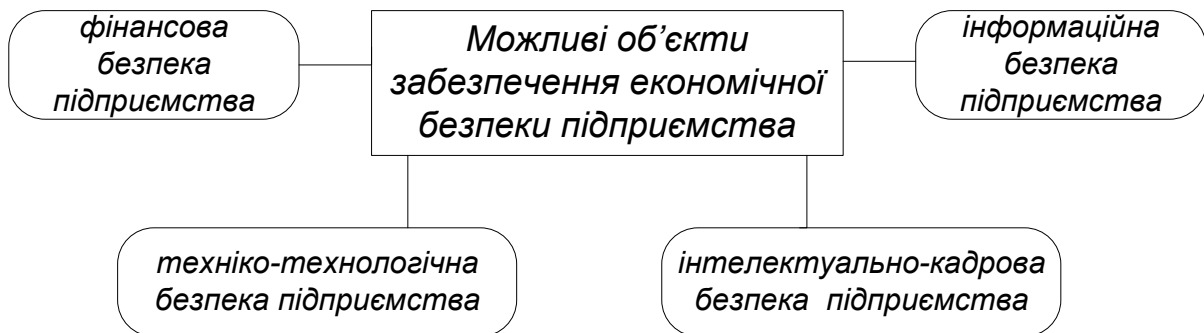 фінансова
безпека
підприємства
Можливі об’єкти
забезпечення економічної
безпеки підприємства
інформаційна
безпека
підприємства
техніко-технологічна
безпека підприємства
інтелектуально-кадрова
безпека підприємства